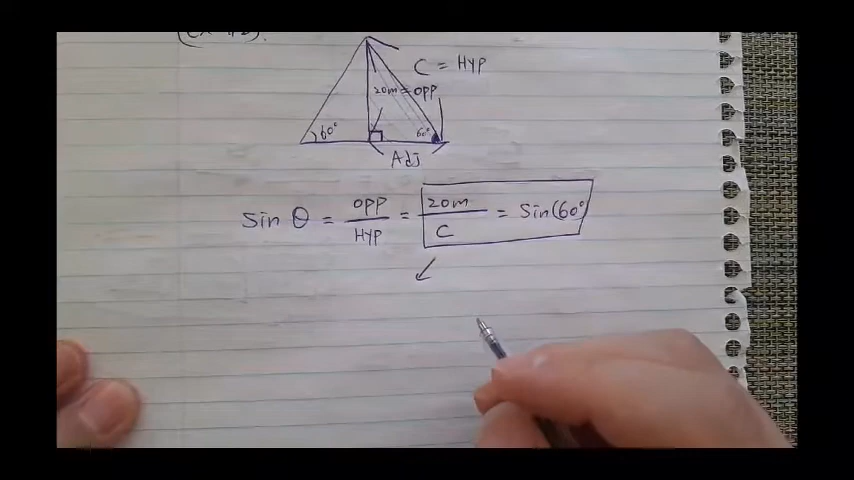 C = Hyp
20m = opp
60° 60°
Adj
Sin θ = opp/Hyp = 20m/C = Sin(60°)